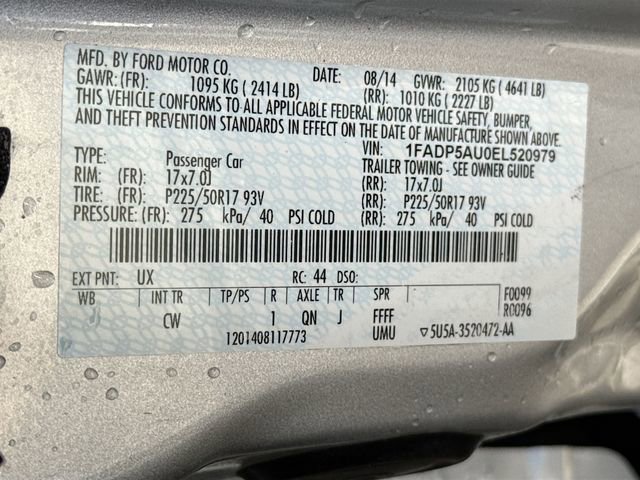 MFD. BY FORD MOTOR CO.
DATE: 08/14 GVWR: 2105 KG ( 4641 LB)
GAWR: (FR): 1095 KG ( 2414 LB) (RR): 1010 KG ( 2227 LB)
THIS VEHICLE CONFORMS TO ALL APPLICABLE FEDERAL MOTOR VEHICLE SAFETY, BUMPER,
AND THEFT PREVENTION STANDARDS IN EFFECT ON THE DATE OF MANUFACTURE SHOWN ABOVE.
VIN: 1FADP5AU0EL520979
TYPE: Passenger Car TRAILER TOWING - SEE OWNER GUIDE
RIM: (FR): 17x7.0J (RR): 17x7.0J
TIRE: (FR): P225/50R17 93V (RR): P225/50R17 93V
PRESSURE: (FR): 275 kPa/ 40 PSI COLD (RR): 275 kPa/ 40 PSI COLD
EXT PNT: UX RC: 44 DSO:
WB INT TR TP/PS R AXLE TR SPR F0099
J CW 1 QN J FFFF R0096
1201408117773 UMU ▽5U5A-3520472-AA